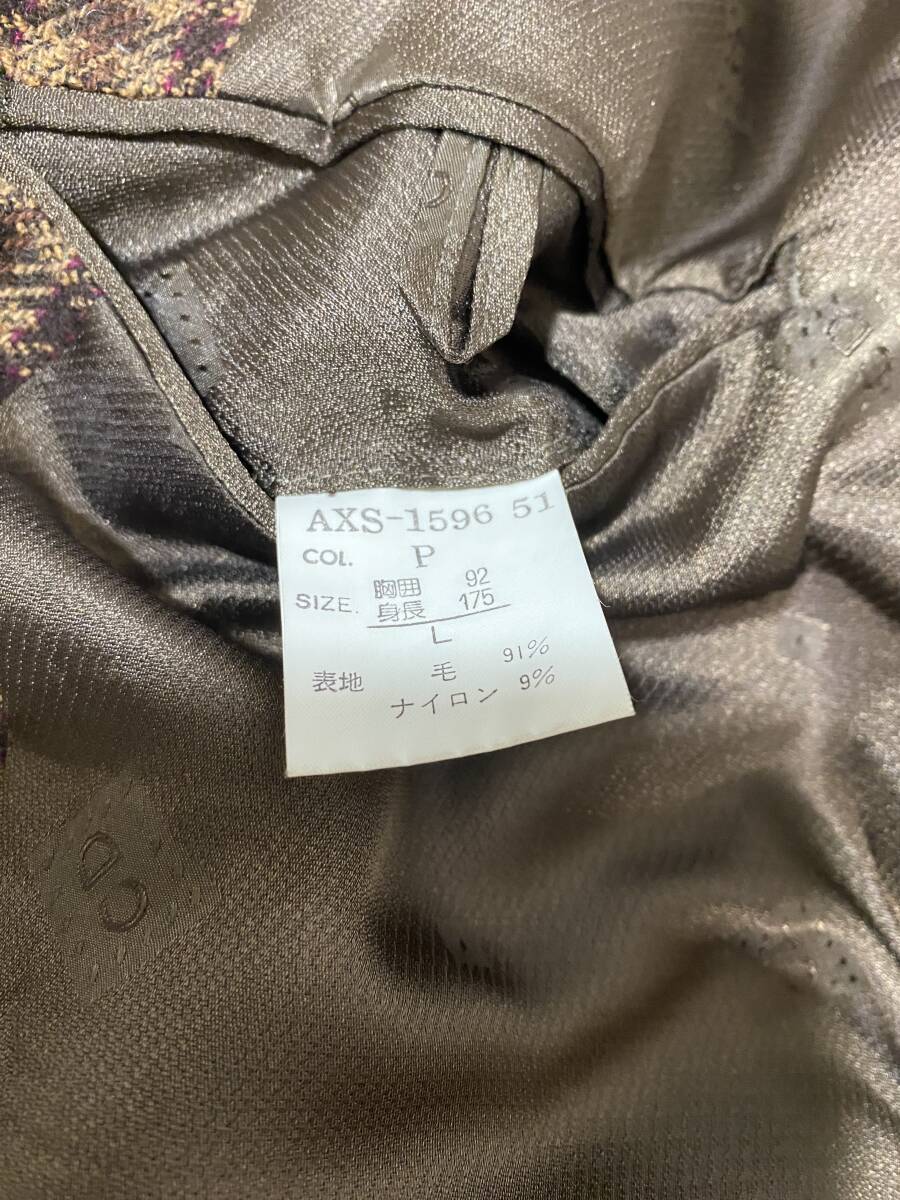 AXS-1596 51
COL. P
SIZE. 胸囲 92
身長 175
L
表地 毛 91%
ナイロン 9%